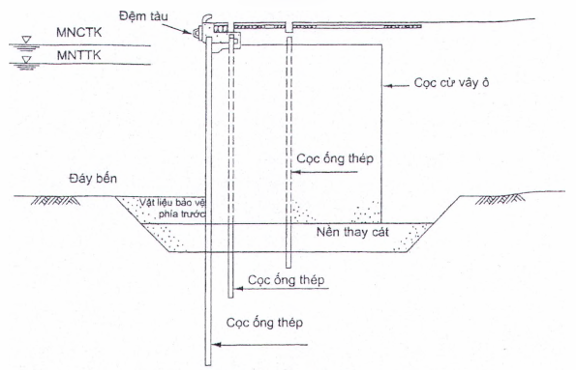 Đệm tàu
MNCTK
MNTTK
Cọc cừ vây ô
Cọc ống thép
Đáy bến
Vật liệu bảo vệ
phía trước
Nền thay cát
Cọc ống thép
Cọc ống thép